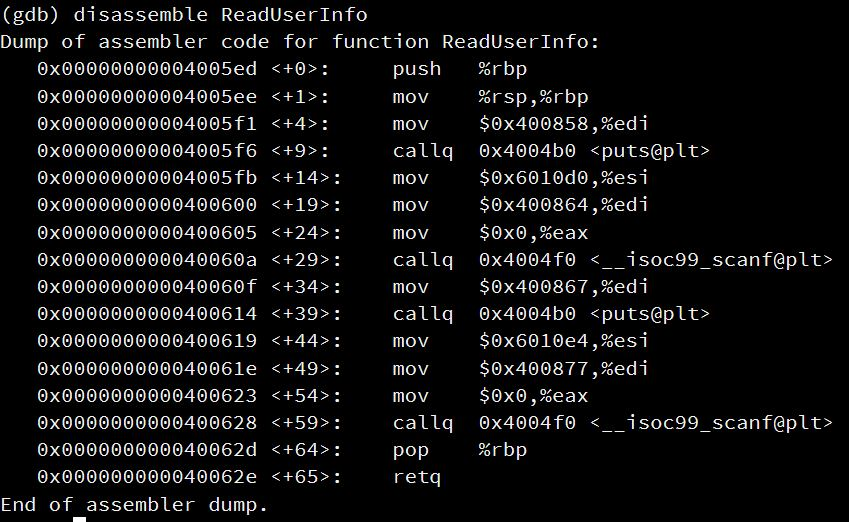 (gdb) disassemble ReadUserInfo
Dump of assembler code for function ReadUserInfo:
   0x00000000004005ed <+0>:     push   %rbp
   0x00000000004005ee <+1>:     mov    %rsp,%rbp
   0x00000000004005f1 <+4>:     mov    $0x400858,%edi
   0x00000000004005f6 <+9>:     callq  0x4004b0 <puts@plt>
   0x00000000004005fb <+14>:    mov    $0x6010d0,%esi
   0x0000000000400600 <+19>:    mov    $0x400864,%edi
   0x0000000000400605 <+24>:    mov    $0x0,%eax
   0x000000000040060a <+29>:    callq  0x4004f0 <__isoc99_scanf@plt>
   0x000000000040060f <+34>:    mov    $0x400867,%edi
   0x0000000000400614 <+39>:    callq  0x4004b0 <puts@plt>
   0x0000000000400619 <+44>:    mov    $0x6010e4,%esi
   0x000000000040061e <+49>:    mov    $0x400877,%edi
   0x0000000000400623 <+54>:    mov    $0x0,%eax
   0x0000000000400628 <+59>:    callq  0x4004f0 <__isoc99_scanf@plt>
   0x000000000040062d <+64>:    pop    %rbp
   0x000000000040062e <+65>:    retq
End of assembler dump.